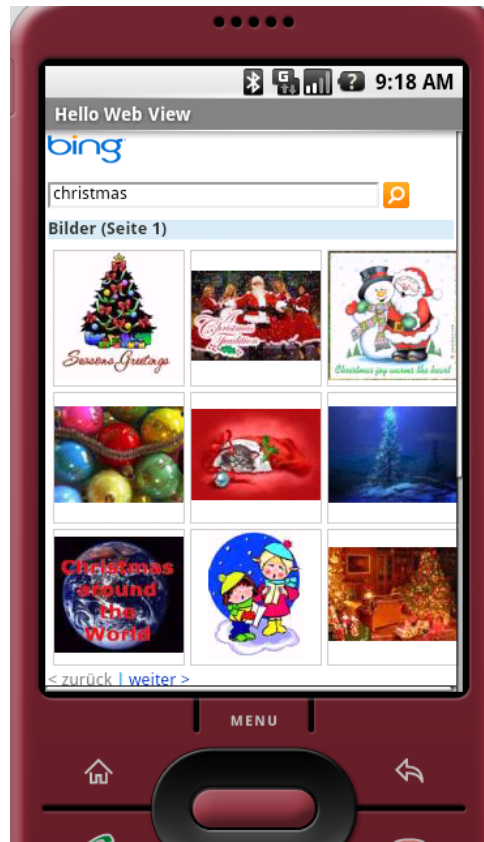 9:18 AM
Hello Web View
bing
christmas
Bilder (Seite 1)
Seasons Greetings
A
Christmas
Tradition
Christmas joy warms the heart
Christmas
around
the
World
< zurück | weiter >
MENU